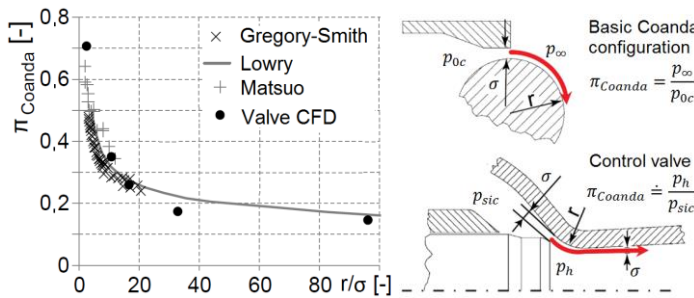 π_Coanda [-]
0,8
0,6
0,4
0,2
0
0 20 40 60 80 r/σ [-]
× Gregory-Smith
Lowry
+ Matsuo
● Valve CFD
Basic Coanda
configuration
π_Coanda = p_∞/p_0c
p_0c
p_∞
σ
r
Control valve
π_Coanda ≐ p_h/p_sic
p_sic
σ
r
p_h
σ